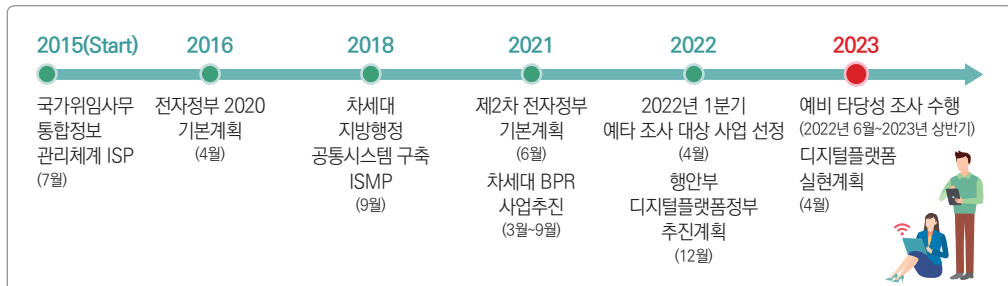 2015(Start)
국가위임사무
통합정보
관리체계 ISP
(7월)
2016
전자정부 2020
기본계획
(4월)
2018
차세대
지방행정
공통시스템 구축
ISMP
(9월)
2021
제2차 전자정부
기본계획
(6월)
차세대 BPR
사업추진
(3월~9월)
2022
2022년 1분기
예타 조사 대상 사업 선정
(4월)
행안부
디지털플랫폼정부
추진계획
(12월)
2023
예비 타당성 조사 수행
(2022년 6월~2023년 상반기)
디지털플랫폼
실현계획
(4월)